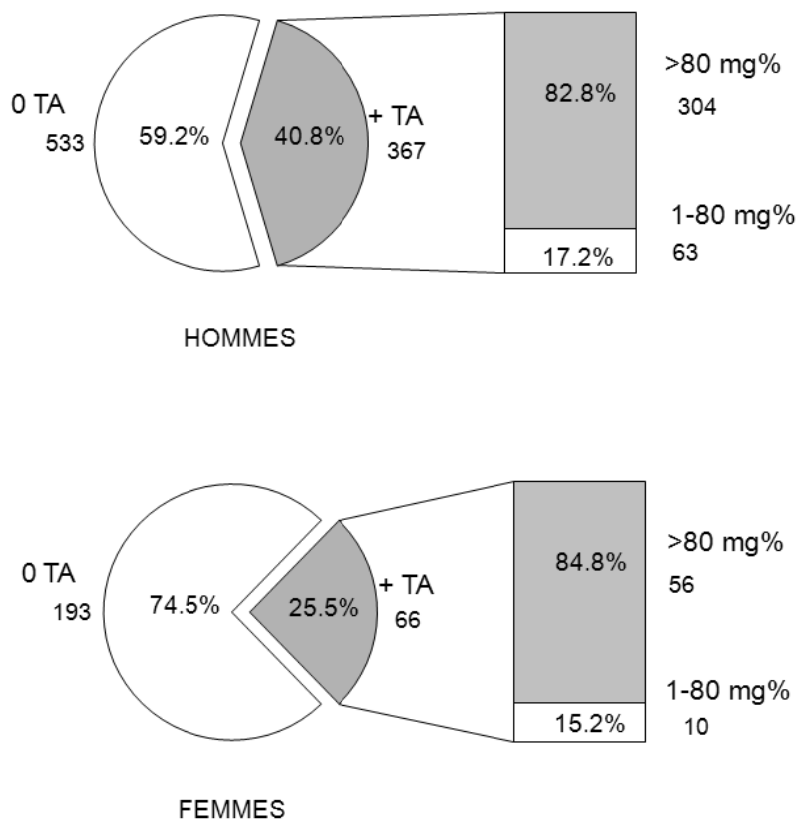 0 TA
533
59.2%
40.8%
+ TA
367
82.8%
17.2%
>80 mg%
304
1-80 mg%
63
HOMMES
0 TA
193
74.5%
25.5%
+ TA
66
84.8%
15.2%
>80 mg%
56
1-80 mg%
10
FEMMES